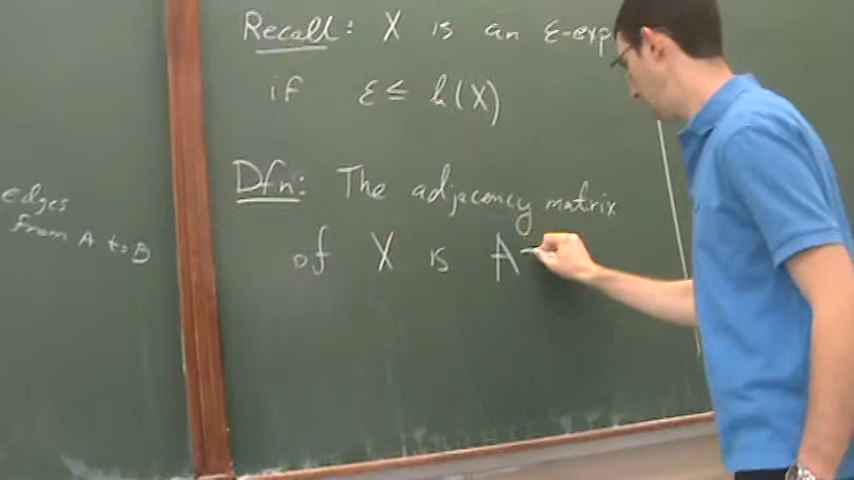 edges
from A to B
Recall: X is an ε-exp
if ε ≤ h(X)
Dfn: The adjacency matrix
of X is A